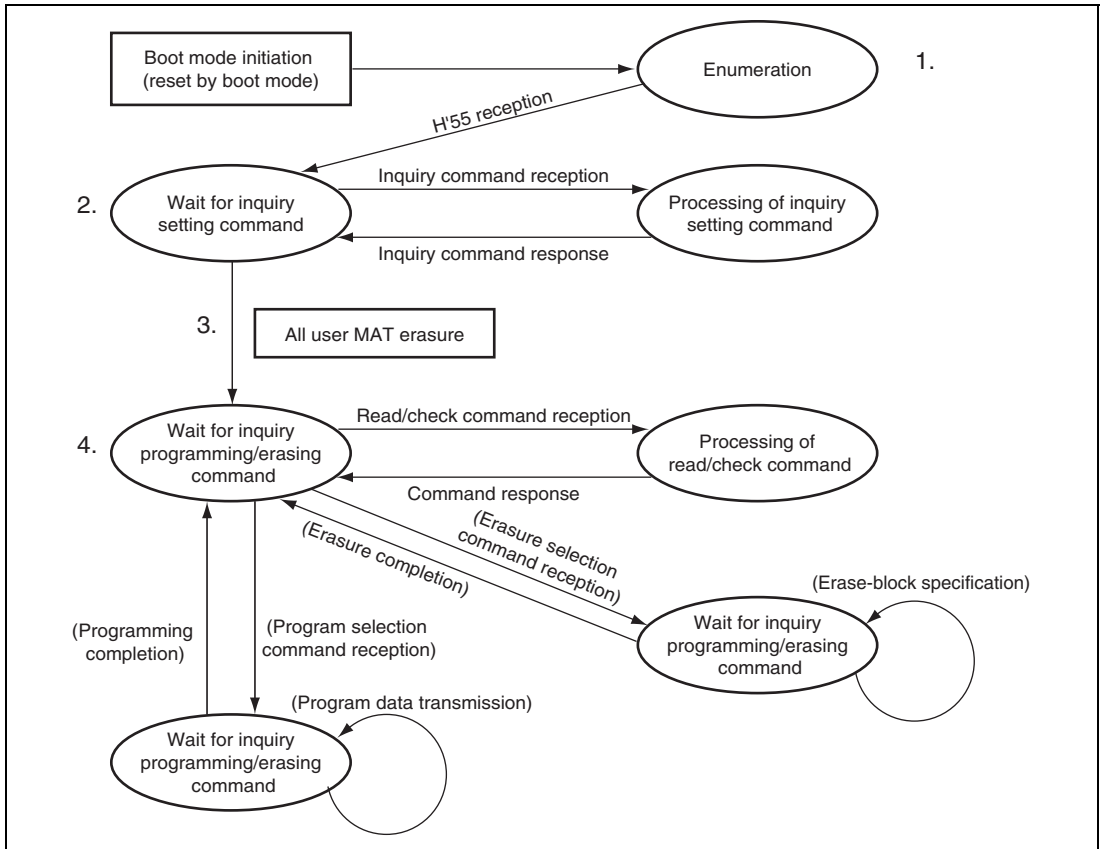 Boot mode initiation
(reset by boot mode)
Enumeration
1.
H'55 reception
2.
Wait for inquiry
setting command
Inquiry command reception
Processing of inquiry
setting command
Inquiry command response
3.
All user MAT erasure
4.
Wait for inquiry
programming/erasing
command
Read/check command reception
Processing of
read/check command
Command response
(Erasure selection
command reception)
(Erasure completion)
(Erase-block specification)
Wait for inquiry
programming/erasing
command
(Programming
completion)
(Program selection
command reception)
(Program data transmission)
Wait for inquiry
programming/erasing
command